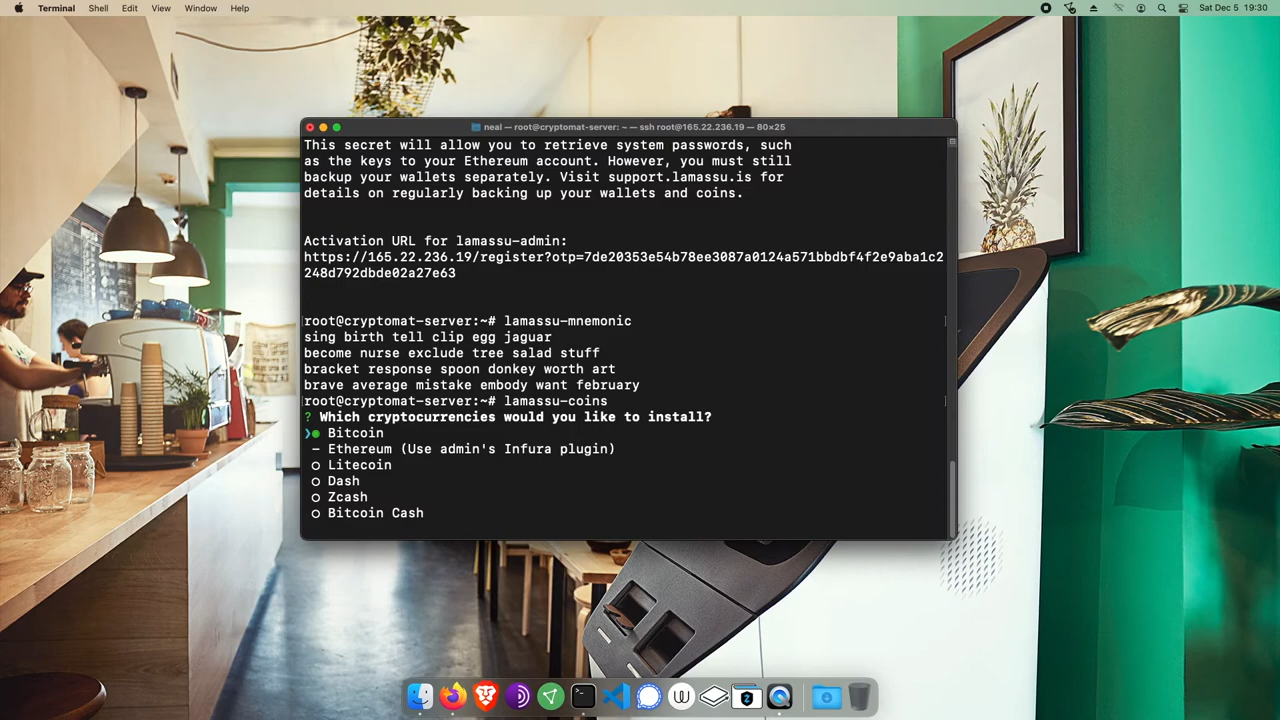 Terminal Shell Edit View Window Help
Sat Dec 5 19:30
neal — root@cryptomat-server: ~ — ssh root@165.22.236.19 — 80×25
This secret will allow you to retrieve system passwords, such
as the keys to your Ethereum account. However, you must still
backup your wallets separately. Visit support.lamassu.is for
details on regularly backing up your wallets and coins.
Activation URL for lamassu-admin:
https://165.22.236.19/register?otp=7de20353e54b78ee3087a0124a571bbdbf4f2e9aba1c2
248d792dbde02a27e63
root@cryptomat-server:~# lamassu-mnemonic
sing birth tell clip egg jaguar
become nurse exclude tree salad stuff
bracket response spoon donkey worth art
brave average mistake embody want february
root@cryptomat-server:~# lamassu-coins
? Which cryptocurrencies would you like to install?
❯◉ Bitcoin
- Ethereum (Use admin's Infura plugin)
◯ Litecoin
◯ Dash
◯ Zcash
◯ Bitcoin Cash